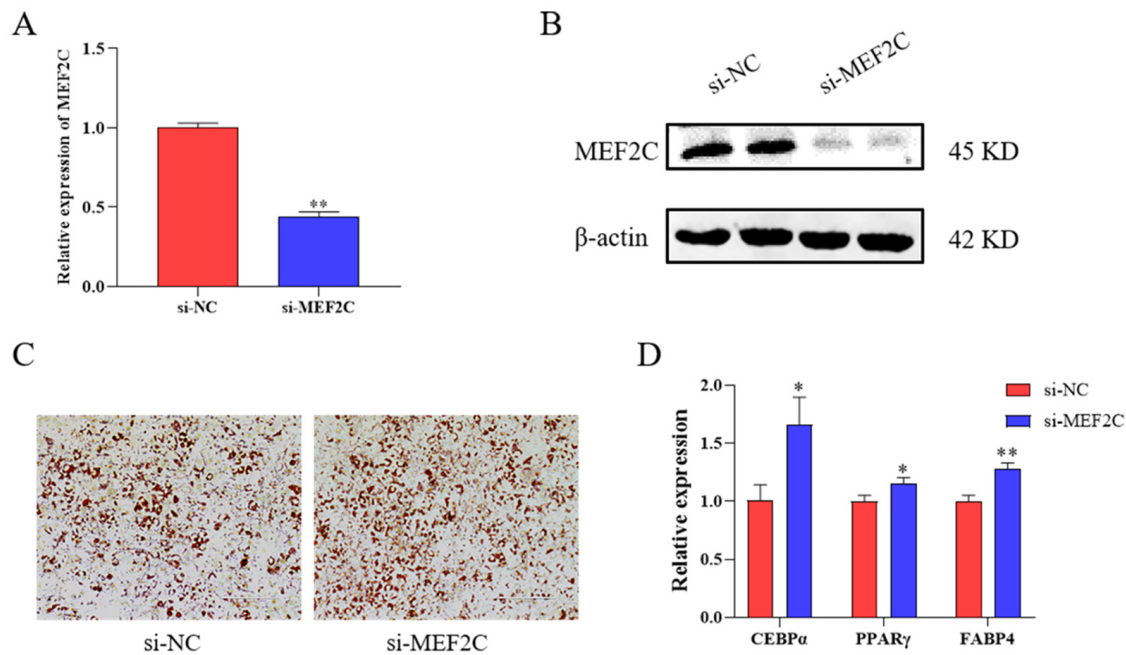 A
1.5
1.0
0.5
0.0
Relative expression of MEF2C
**
si-NC
si-MEF2C
B
si-NC
si-MEF2C
MEF2C
45 KD
β-actin
42 KD
C
si-NC
si-MEF2C
D
2.0
1.5
1.0
0.5
0.0
Relative expression
*
*
**
si-NC
si-MEF2C
CEBPα
PPARγ
FABP4